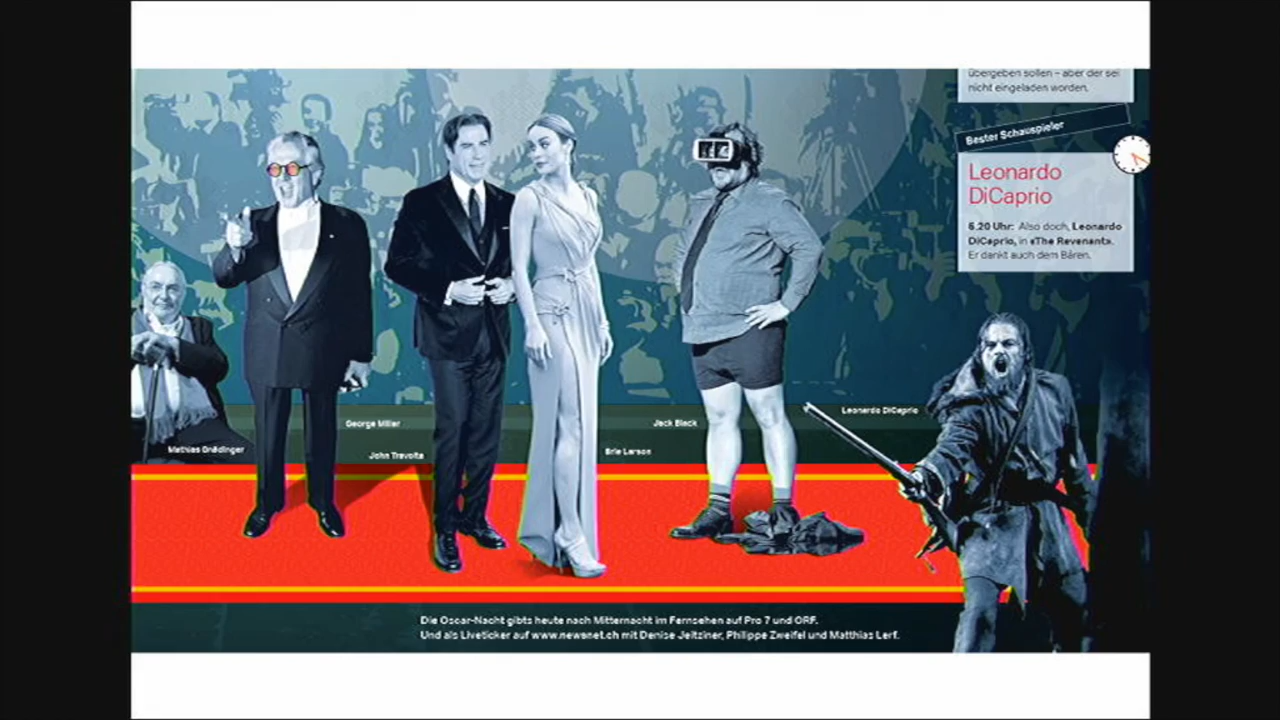 übergeben sollen – aber der sei
nicht eingeladen worden.
Bester Schauspieler
Leonardo
DiCaprio
6.20 Uhr: Also doch, Leonardo
DiCaprio, in «The Revenant».
Er dankt auch dem Bären.
Leonardo DiCaprio
George Miller
Jack Black
Mathias Gnädinger
John Travolta
Brie Larson
Die Oscar-Nacht gibts heute nach Mitternacht im Fernsehen auf Pro 7 und ORF.
Und als Liveticker auf www.newsnet.ch mit Denise Jeitziner, Philippe Zweifel und Matthias Lerf.